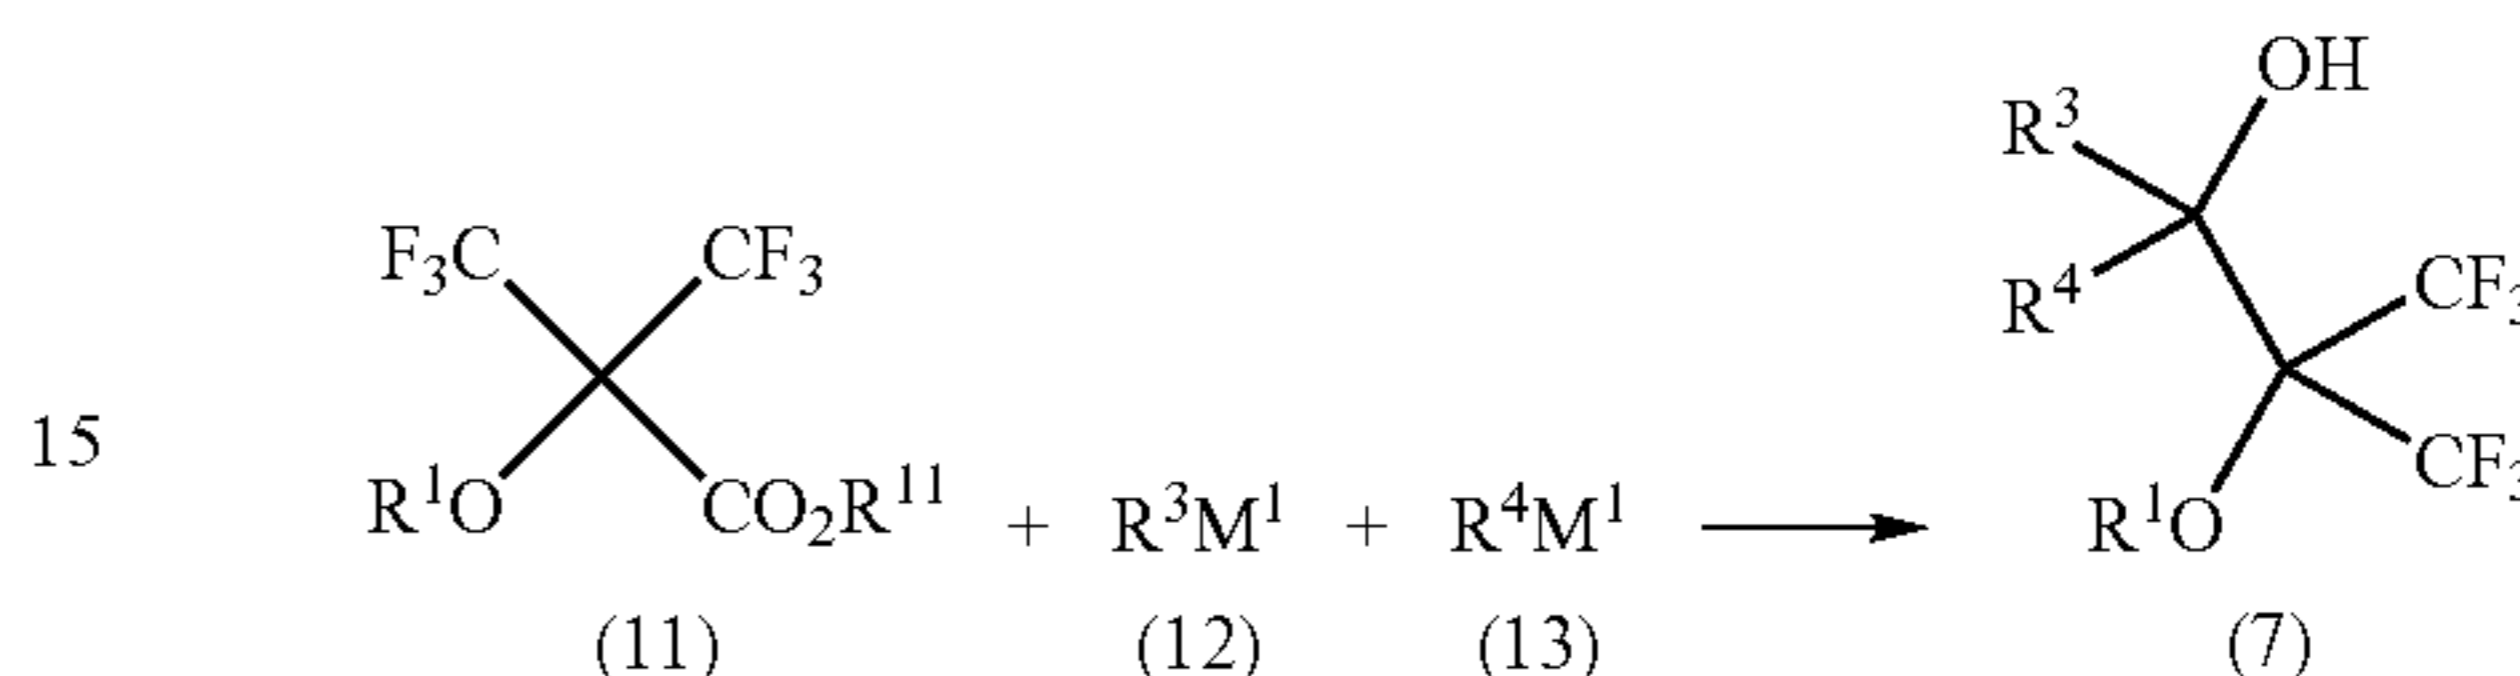 OH
R³
F₃C CF₃ R⁴ CF₃
15 R¹O CO₂R¹¹ + R³M¹ + R⁴M¹ R¹O CF₃
(11) (12) (13) (7)